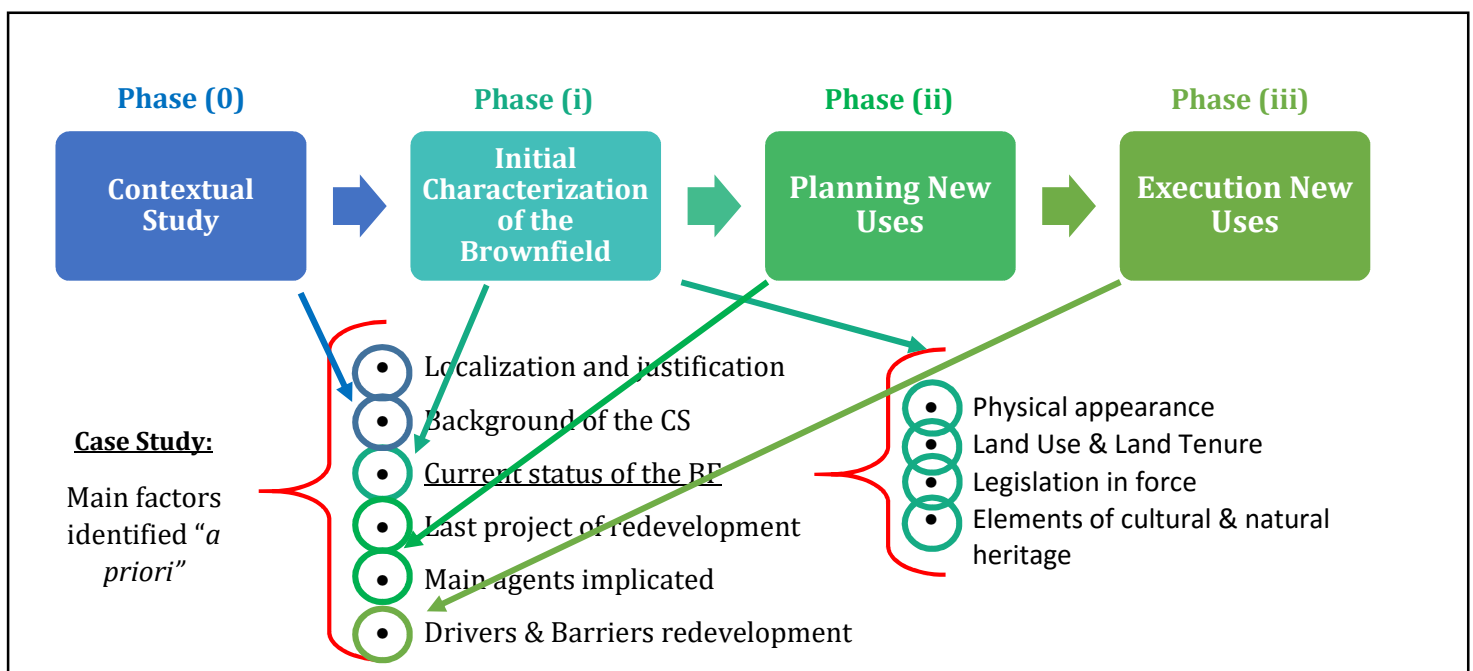 Phase (0)
Phase (i)
Phase (ii)
Phase (iii)
Contextual
Study
Initial
Characterization
of the
Brownfield
Planning New
Uses
Execution New
Uses
Case Study:
Main factors
identified “a
priori”
• Localization and justification
• Background of the CS
• Current status of the BF
• Last project of redevelopment
• Main agents implicated
• Drivers & Barriers redevelopment
• Physical appearance
• Land Use & Land Tenure
• Legislation in force
• Elements of cultural & natural
heritage